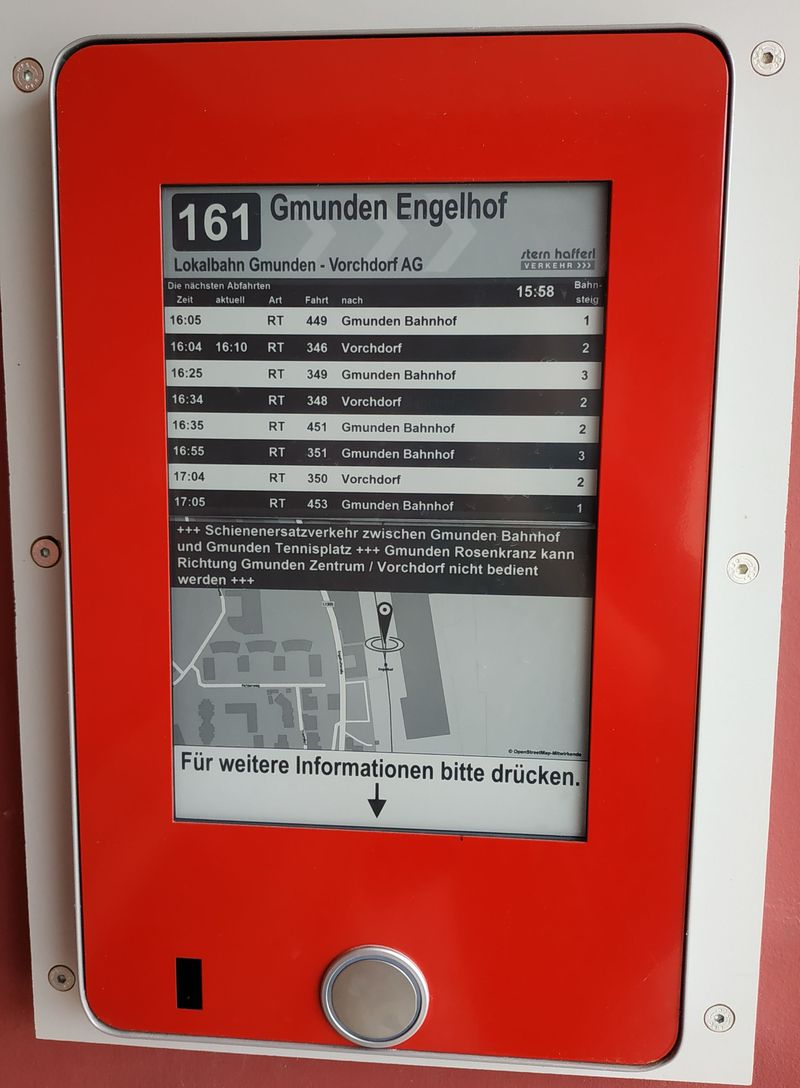 161 Gmunden Engelhof
Lokalbahn Gmunden - Vorchdorf AG
stern hafferl
VERKEHR >>>
Die nächsten Abfahrten 15:58 Bahn-
Zeit aktuell Art Fahrt nach steig
16:05 RT 449 Gmunden Bahnhof 1
16:04 16:10 RT 346 Vorchdorf 2
16:25 RT 349 Gmunden Bahnhof 3
16:34 RT 348 Vorchdorf 2
16:35 RT 451 Gmunden Bahnhof 2
16:55 RT 351 Gmunden Bahnhof 3
17:04 RT 350 Vorchdorf 2
17:05 RT 453 Gmunden Bahnhof 1
+++ Schienenersatzverkehr zwischen Gmunden Bahnhof
und Gmunden Tennisplatz +++ Gmunden Rosenkranz kann
Richtung Gmunden Zentrum / Vorchdorf nicht bedient
werden +++
Engelhof
© OpenStreetMap-Mitwirkende
Für weitere Informationen bitte drücken.